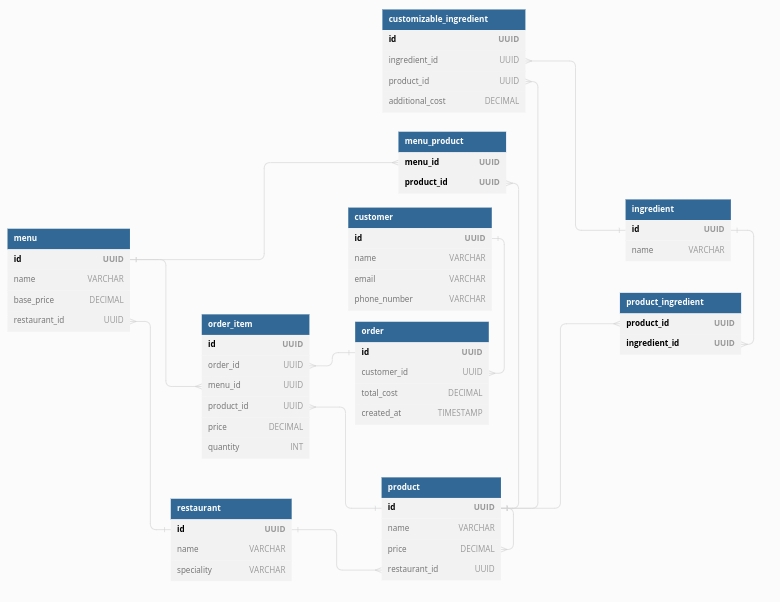 customizable_ingredient
id UUID
ingredient_id UUID
product_id UUID
additional_cost DECIMAL
menu_product
menu_id UUID
product_id UUID
customer
id UUID
name VARCHAR
email VARCHAR
phone_number VARCHAR
ingredient
id UUID
name VARCHAR
menu
id UUID
name VARCHAR
base_price DECIMAL
restaurant_id UUID
product_ingredient
product_id UUID
ingredient_id UUID
order_item
id UUID
order_id UUID
menu_id UUID
product_id UUID
price DECIMAL
quantity INT
order
id UUID
customer_id UUID
total_cost DECIMAL
created_at TIMESTAMP
restaurant
id UUID
name VARCHAR
speciality VARCHAR
product
id UUID
name VARCHAR
price DECIMAL
restaurant_id UUID